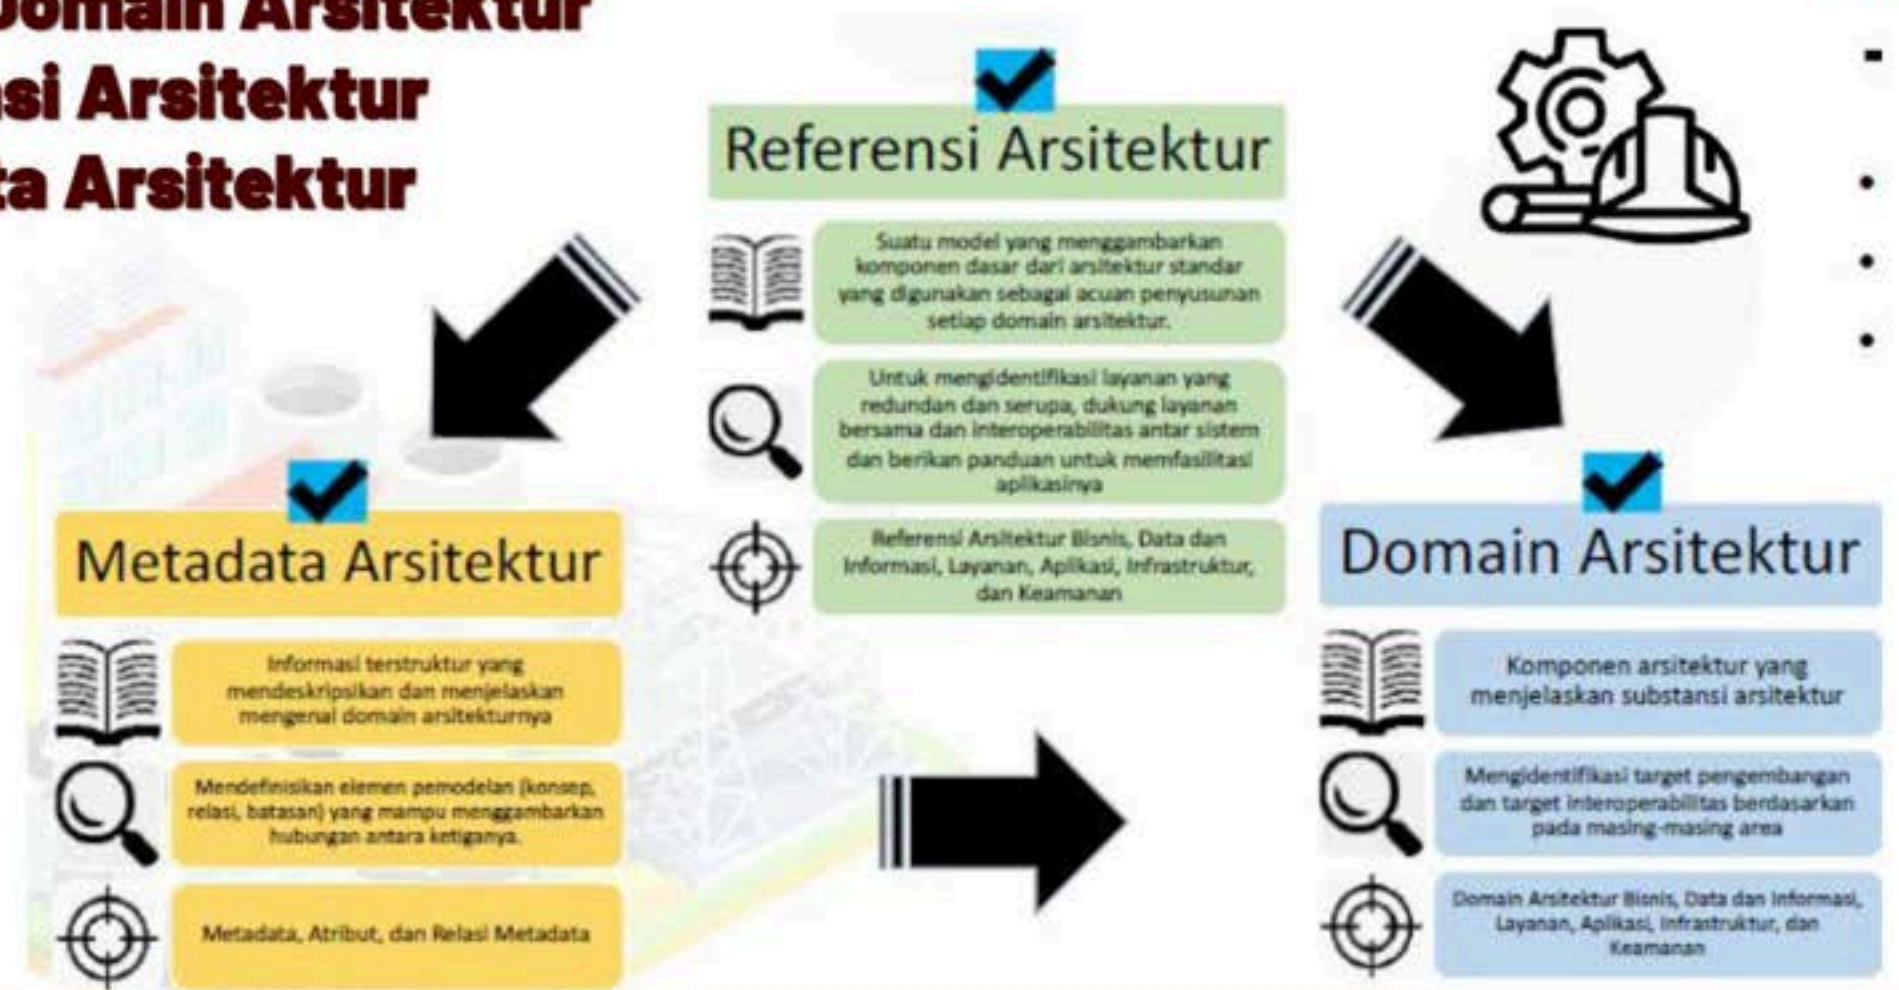 Domain Arsitektur
si Arsitektur
ta Arsitektur
Referensi Arsitektur
Suatu model yang menggambarkan
komponen dasar dari arsitektur standar
yang digunakan sebagai acuan penyusunan
setiap domain arsitektur.
Untuk mengidentifikasi layanan yang
redundan dan serupa, dukung layanan
bersama dan interoperabilitas antar sistem
dan berikan panduan untuk memfasilitasi
aplikasinya
Referensi Arsitektur Bisnis, Data dan
Informasi, Layanan, Aplikasi, Infrastruktur,
dan Keamanan
Metadata Arsitektur
Informasi terstruktur yang
mendeskripsikan dan menjelaskan
mengenai domain arsitekturnya
Mendefinisikan elemen pemodelan (konsep,
relasi, batasan) yang mampu menggambarkan
hubungan antara ketiganya.
Metadata, Atribut, dan Relasi Metadata
Domain Arsitektur
Komponen arsitektur yang
menjelaskan substansi arsitektur
Mengidentifikasi target pengembangan
dan target interoperabilitas berdasarkan
pada masing-masing area
Domain Arsitektur Bisnis, Data dan Informasi,
Layanan, Aplikasi, Infrastruktur, dan
Keamanan